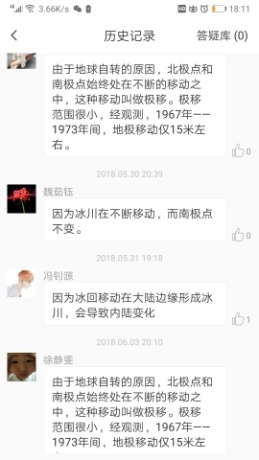 3.66K/s
18:11
历史记录 答疑库 (0)
由于地球自转的原因，北极点和
南极点始终处在不断的移动之
中，这种移动叫做极移。极移
范围很小，经观测，1967年——
1973年间，地极移动仅15米左
右。
0
2018.05.30 20:39
魏茹钰
因为冰川在不断移动，而南极点
不变。
0
2018.05.31 19:18
冯钊源
因为冰回移动在大陆边缘形成冰
川，会导致内陆变化
1
2018.06.03 20:10
徐静雯
由于地球自转的原因，北极点和
南极点始终处在不断的移动之
中，这种移动叫做极移。极移
范围很小，经观测，1967年——
1973年间，地极移动仅15米左